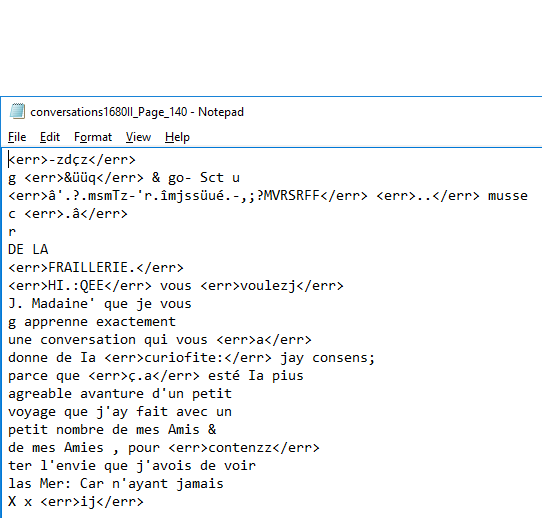 conversations1680II_Page_140 - Notepad
File Edit Format View Help
<err>-zdçz</err>
g <err>&üüq</err> & go- Sct u
<err>â'.?.msmTz-'r.îmjssüué.-,;?MVRSRFF</err> <err>..</err> musse
c <err>.â</err>
r
DE LA
<err>FRAILLERIE.</err>
<err>HI.:QEE</err> vous <err>voulezj</err>
J. Madaine' que je vous
g apprenne exactement
une conversation qui vous <err>a</err>
donne de Ia <err>curiofite:</err> jay consens;
parce que <err>ç.a</err> esté Ia pius
agreable avanture d'un petit
voyage que j'ay fait avec un
petit nombre de mes Amis &
de mes Amies , pour <err>contenzz</err>
ter l'envie que j'avois de voir
las Mer: Car n'ayant jamais
X x <err>ij</err>